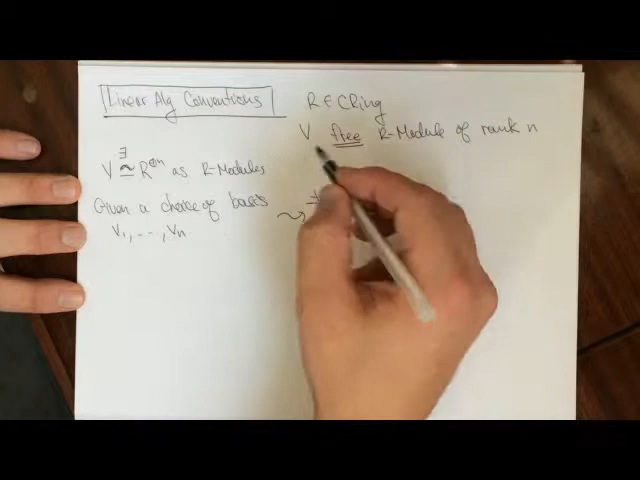 Linear Alg Conventions
R ∈ CRing
V free R-Module of rank n
V ≅ R^⊕n as R-Modules
∃
Given a choice of basis
v₁, ..., vₙ